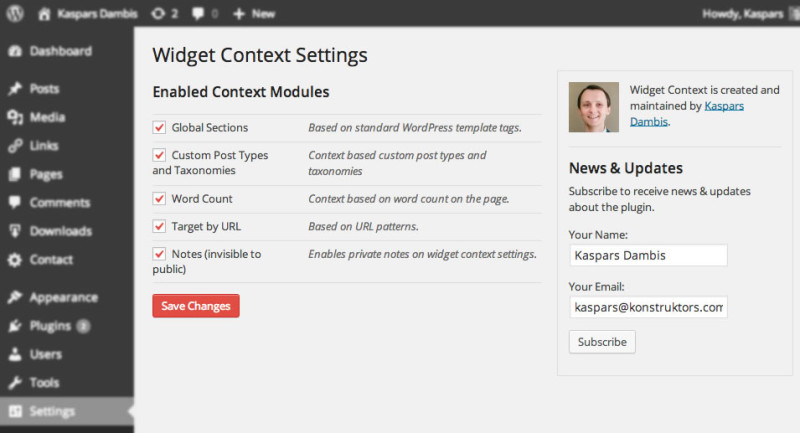 Kaspars Dambis 2 0 + New Howdy, Kaspars
Dashboard
Posts
Media
Links
Pages
Comments
Downloads
Contact
Appearance
Plugins 3
Users
Tools
Settings
Widget Context Settings
Enabled Context Modules
Global Sections Based on standard WordPress template tags.
Custom Post Types Context based custom post types and
and Taxonomies taxonomies
Word Count Context based on word count on the page.
Target by URL Based on URL patterns.
Notes (invisible to Enables private notes on widget context settings.
public)
Save Changes
Widget Context is created and
maintained by Kaspars
Dambis.
News & Updates
Subscribe to receive news & updates
about the plugin.
Your Name:
Kaspars Dambis
Your Email:
kaspars@konstruktors.com
Subscribe